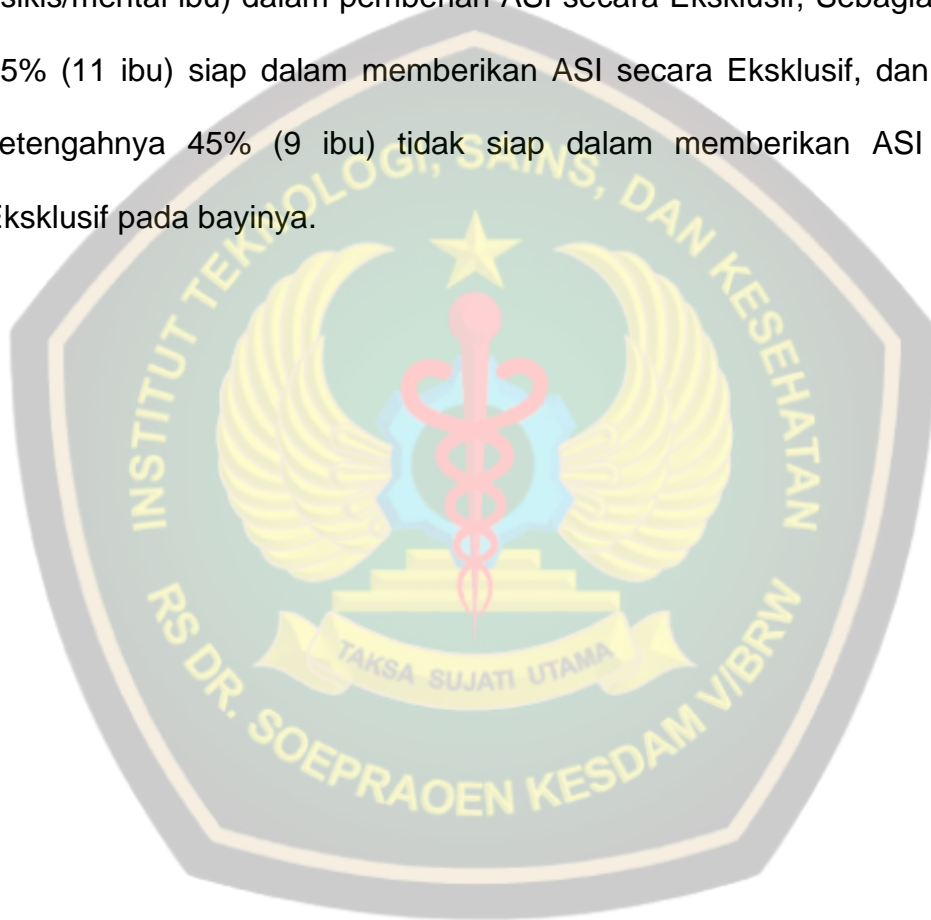 sikis/mental ibu) dalam pemberian ASI secara Eksklusif, Sebagia
5% (11 ibu) siap dalam memberikan ASI secara Eksklusif, dan
etengahnya 45% (9 ibu) tidak siap dalam memberikan ASI
Eksklusif pada bayinya.
INSTITUT TEKNOLOGI, SAINS, DAN KESEHATAN
TAKSA SUJATI UTAMA
RS DR. SOEPRAOEN KESDAM V/BRW